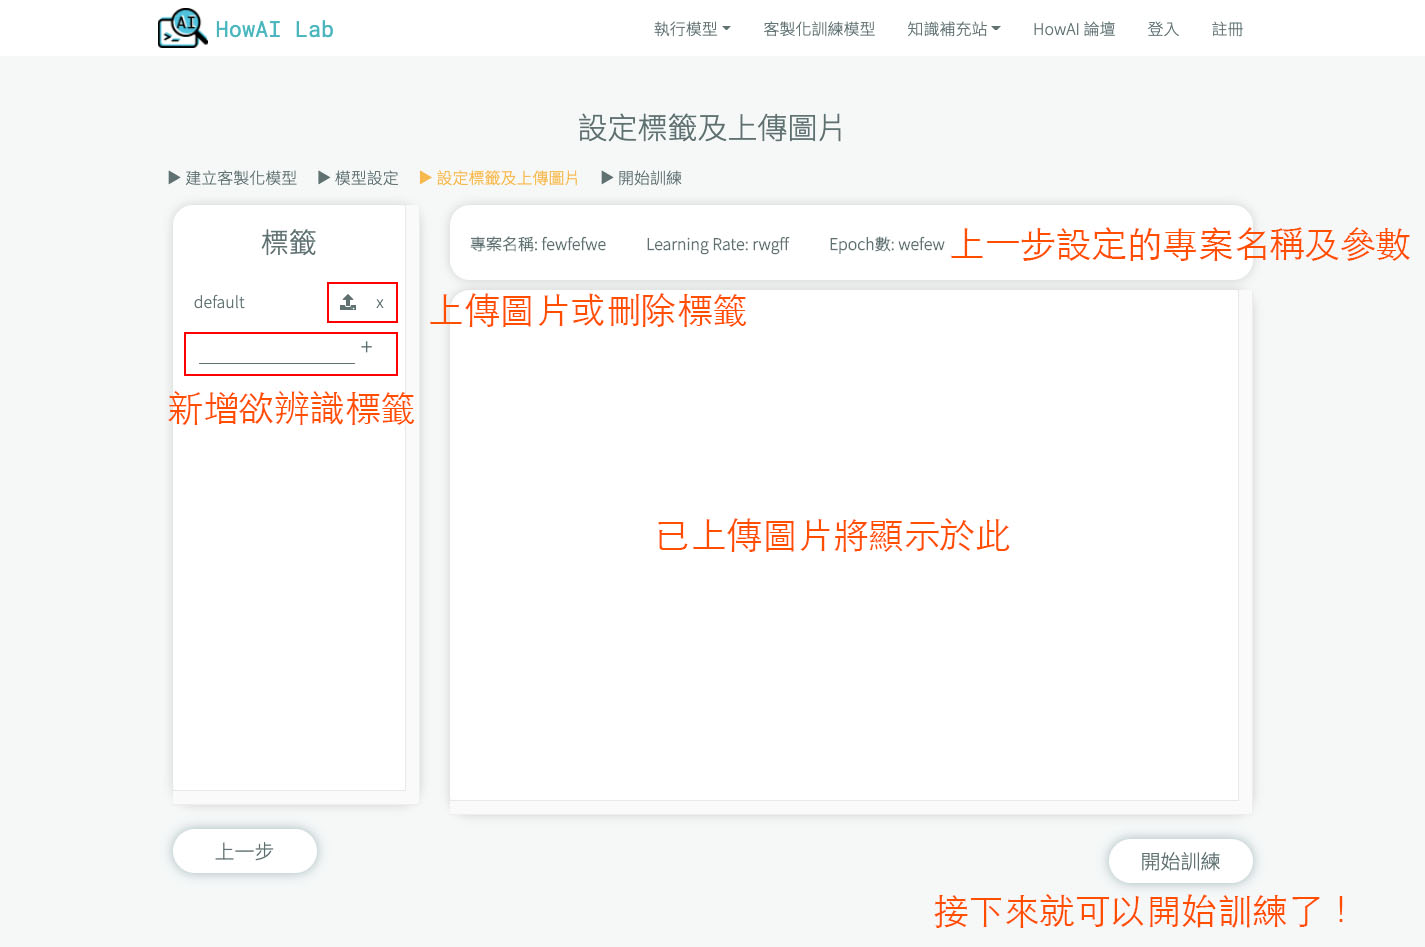 AI
HowAI Lab
執行模型 客製化訓練模型 知識補充站 HowAI 論壇 登入 註冊
設定標籤及上傳圖片
建立客製化模型 模型設定 設定標籤及上傳圖片 開始訓練
標籤
default x
+
新增欲辨識標籤
專案名稱: fewfefwe Learning Rate: rwgff Epoch數: wefew 上一步設定的專案名稱及參數
上傳圖片或刪除標籤
已上傳圖片將顯示於此
上一步
開始訓練
接下來就可以開始訓練了！